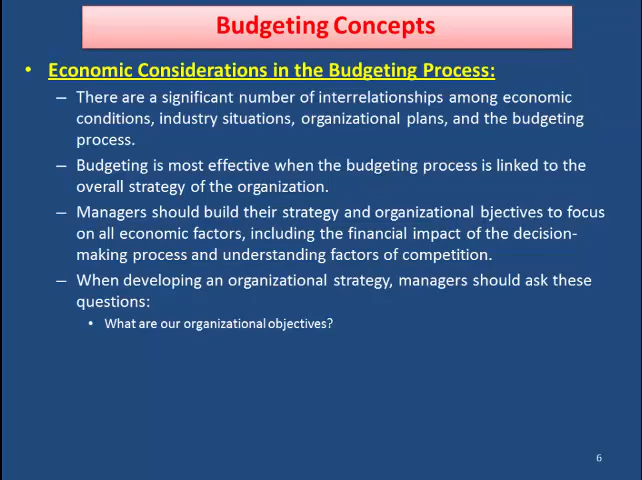 Budgeting Concepts
• Economic Considerations in the Budgeting Process:
– There are a significant number of interrelationships among economic
conditions, industry situations, organizational plans, and the budgeting
process.
– Budgeting is most effective when the budgeting process is linked to the
overall strategy of the organization.
– Managers should build their strategy and organizational bjectives to focus
on all economic factors, including the financial impact of the decision-
making process and understanding factors of competition.
– When developing an organizational strategy, managers should ask these
questions:
• What are our organizational objectives?
6